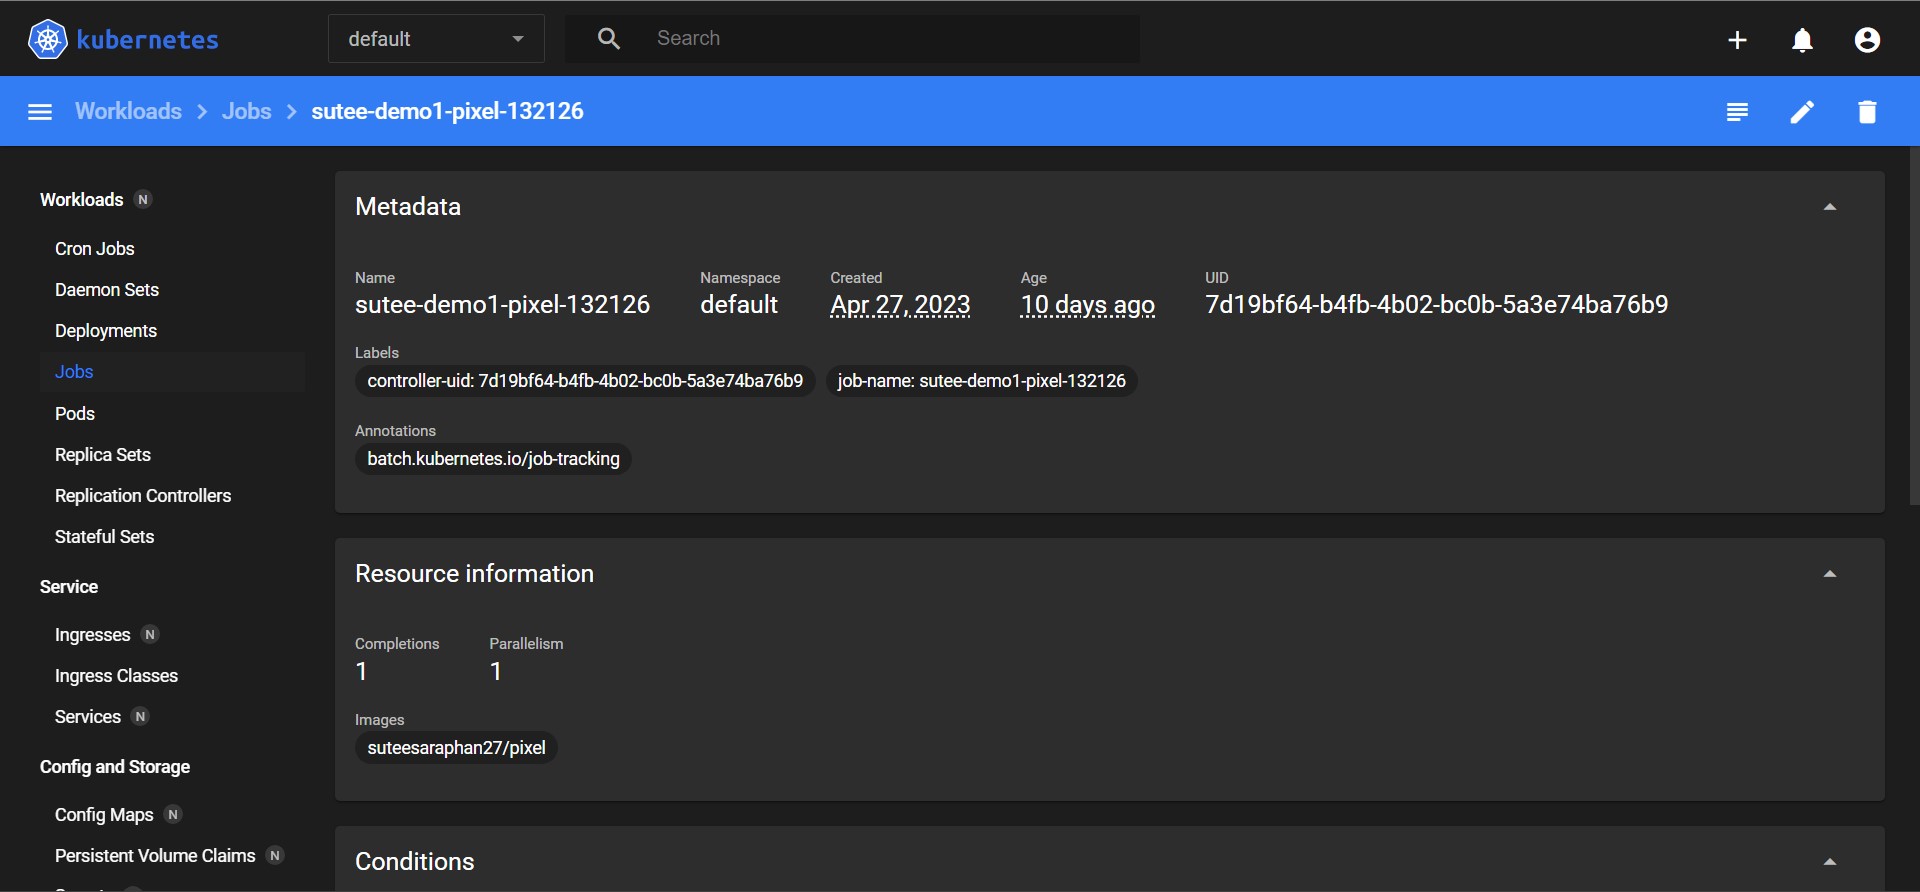 kubernetes
default
Search
Workloads
Jobs
sutee-demo1-pixel-132126
Workloads N
Cron Jobs
Daemon Sets
Deployments
Jobs
Pods
Replica Sets
Replication Controllers
Stateful Sets
Service
Ingresses N
Ingress Classes
Services N
Config and Storage
Config Maps N
Persistent Volume Claims N
Metadata
Name
sutee-demo1-pixel-132126
Namespace
default
Created
Apr 27, 2023
Age
10 days ago
UID
7d19bf64-b4fb-4b02-bc0b-5a3e74ba76b9
Labels
controller-uid: 7d19bf64-b4fb-4b02-bc0b-5a3e74ba76b9
job-name: sutee-demo1-pixel-132126
Annotations
batch.kubernetes.io/job-tracking
Resource information
Completions
1
Parallelism
1
Images
suteesaraphan27/pixel
Conditions